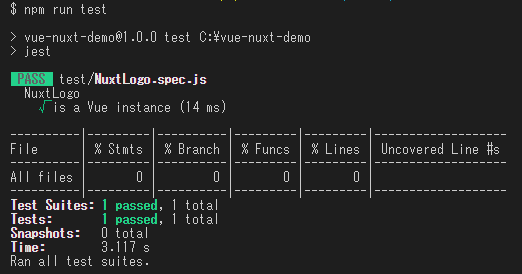 $ npm run test
> vue-nuxt-demo@1.0.0 test C:¥vue-nuxt-demo
> jest
PASS test/NuxtLogo.spec.js
NuxtLogo
√ is a Vue instance (14 ms)
----------|---------|----------|---------|---------|-------------------
File      | % Stmts | % Branch | % Funcs | % Lines | Uncovered Line #s
----------|---------|----------|---------|---------|-------------------
All files |       0 |        0 |       0 |       0 |
----------|---------|----------|---------|---------|-------------------
Test Suites: 1 passed, 1 total
Tests:       1 passed, 1 total
Snapshots:   0 total
Time:        3.117 s
Ran all test suites.